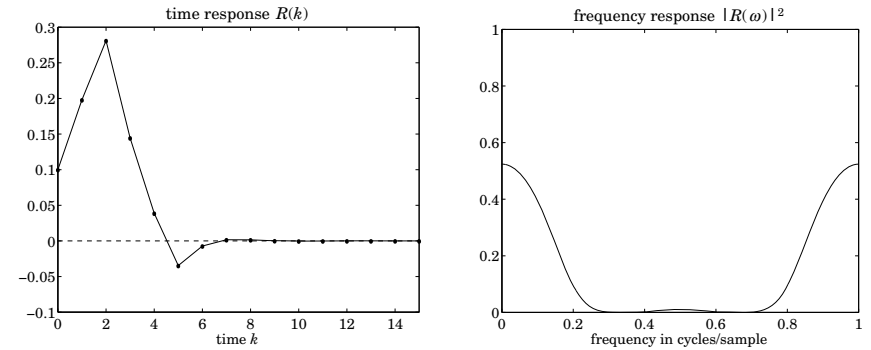 time response R(k)
0.3
0.25
0.2
0.15
0.1
0.05
0
−0.05
−0.1
0 2 4 6 8 10 12 14
time k
frequency response |R(ω)|²
1
0.8
0.6
0.4
0.2
0
0 0.2 0.4 0.6 0.8 1
frequency in cycles/sample